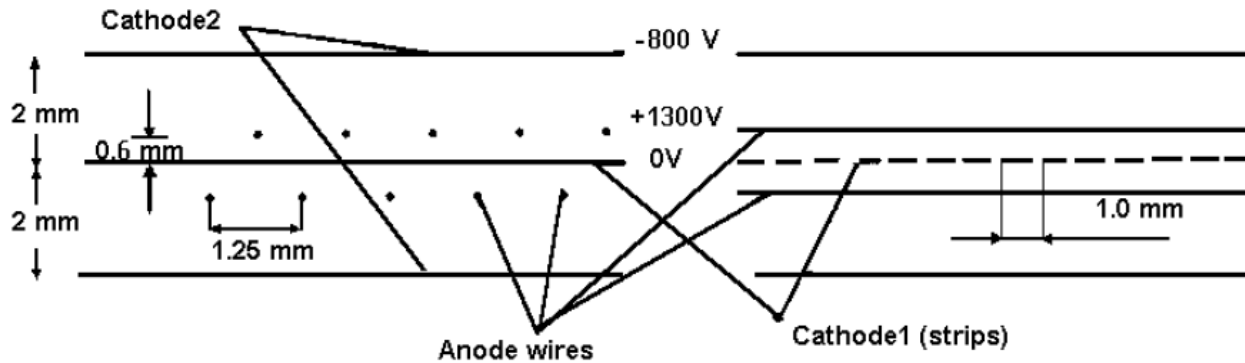 Cathode2
-800 V
2 mm
+1300V
0.6 mm
0V
2 mm
1.25 mm
1.0 mm
Anode wires
Cathode1 (strips)